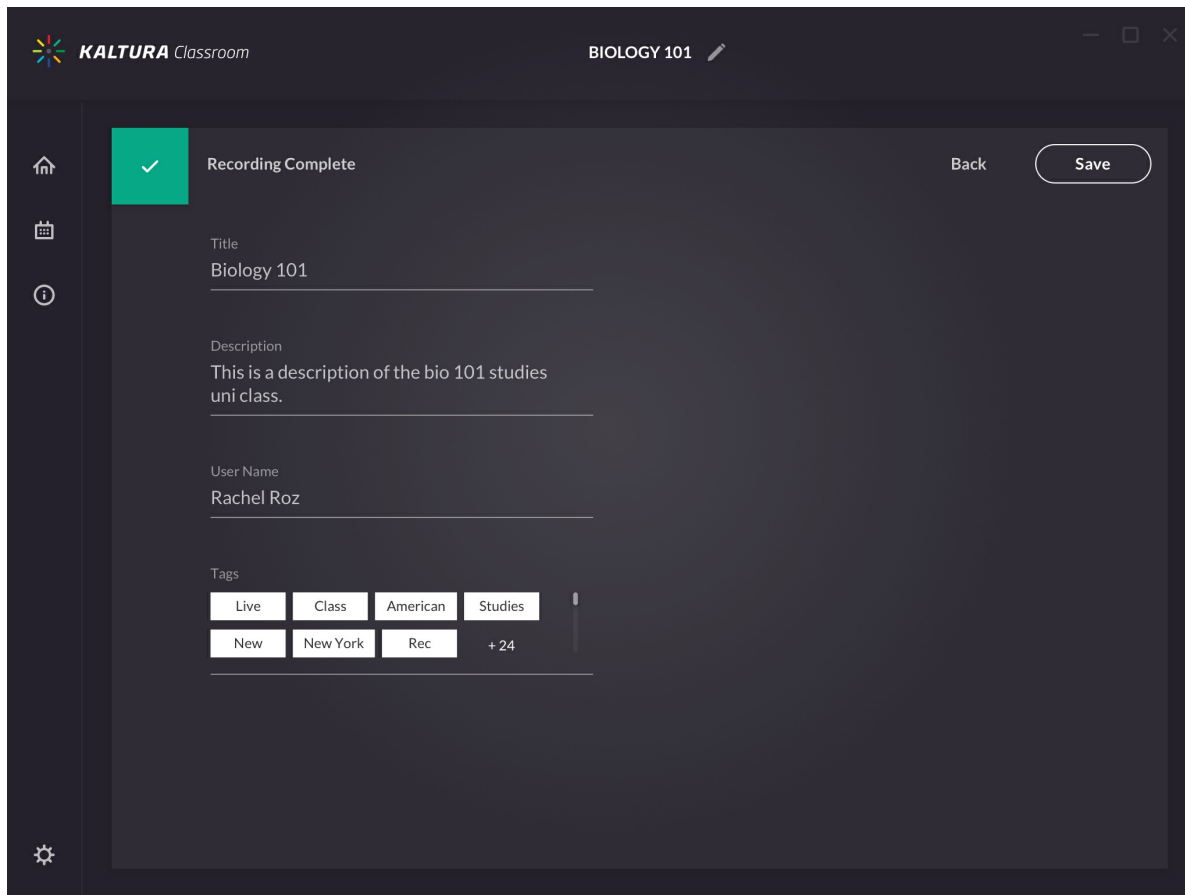 KALTURA Classroom
BIOLOGY 101
Recording Complete
Back
Save
Title
Biology 101
Description
This is a description of the bio 101 studies
uni class.
User Name
Rachel Roz
Tags
Live Class American Studies
New New York Rec + 24